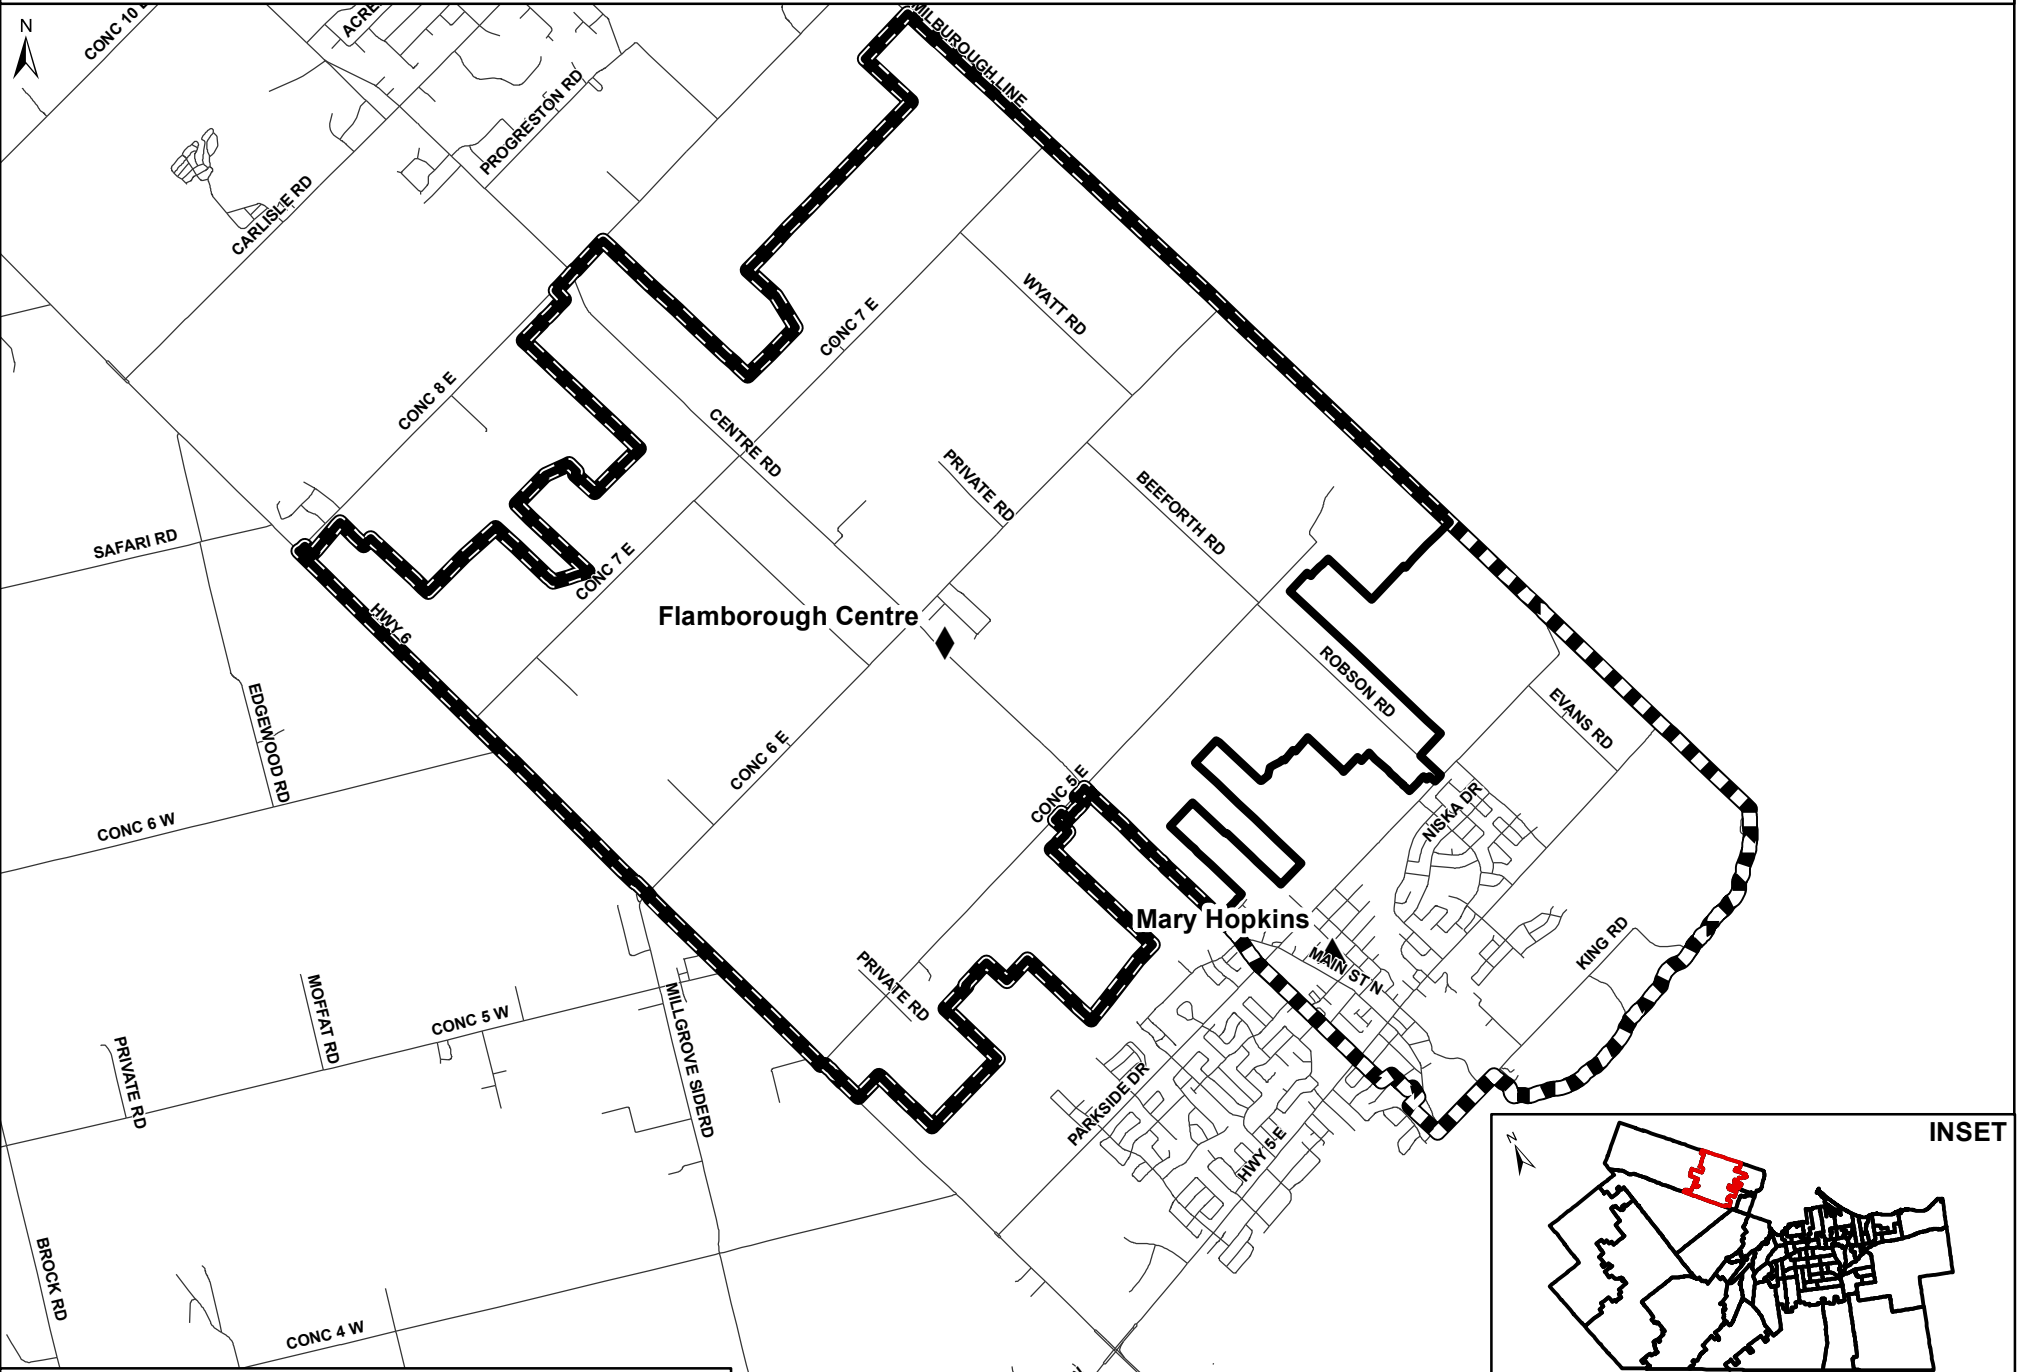 N
CONC 10 E
ACRE
MILBOROUGH LINE
PROGRESTON RD
CARLISLE RD
WYATT RD
CONC 7 E
CONC 8 E
CENTRE RD
PRIVATE RD
BEEFORTH RD
SAFARI RD
CONC 7 E
HWY 6
Flamborough Centre
ROBSON RD
EVANS RD
EDGEWOOD RD
CONC 6 E
CONC 5 E
NISKA DR
CONC 6 W
Mary Hopkins
MAIN ST N
KING RD
PRIVATE RD
MOFFAT RD
CONC 5 W
MILLGROVE SIDERD
PRIVATE RD
PARKSIDE DR
HWY 5 E
INSET
N
BROCK RD
CONC 4 W